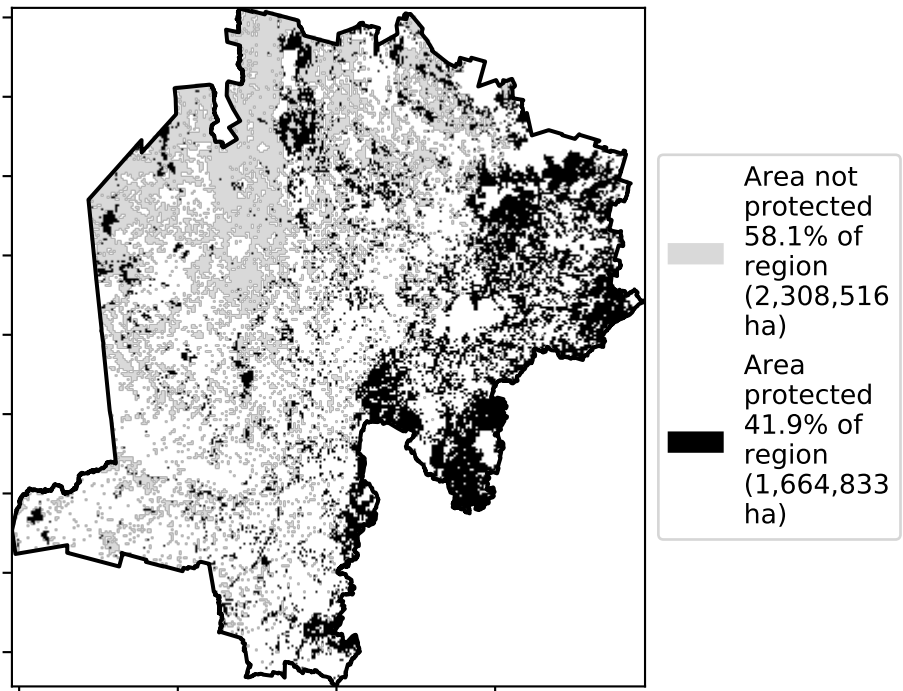 Area not
protected
58.1% of
region
(2,308,516
ha)
Area
protected
41.9% of
region
(1,664,833
ha)